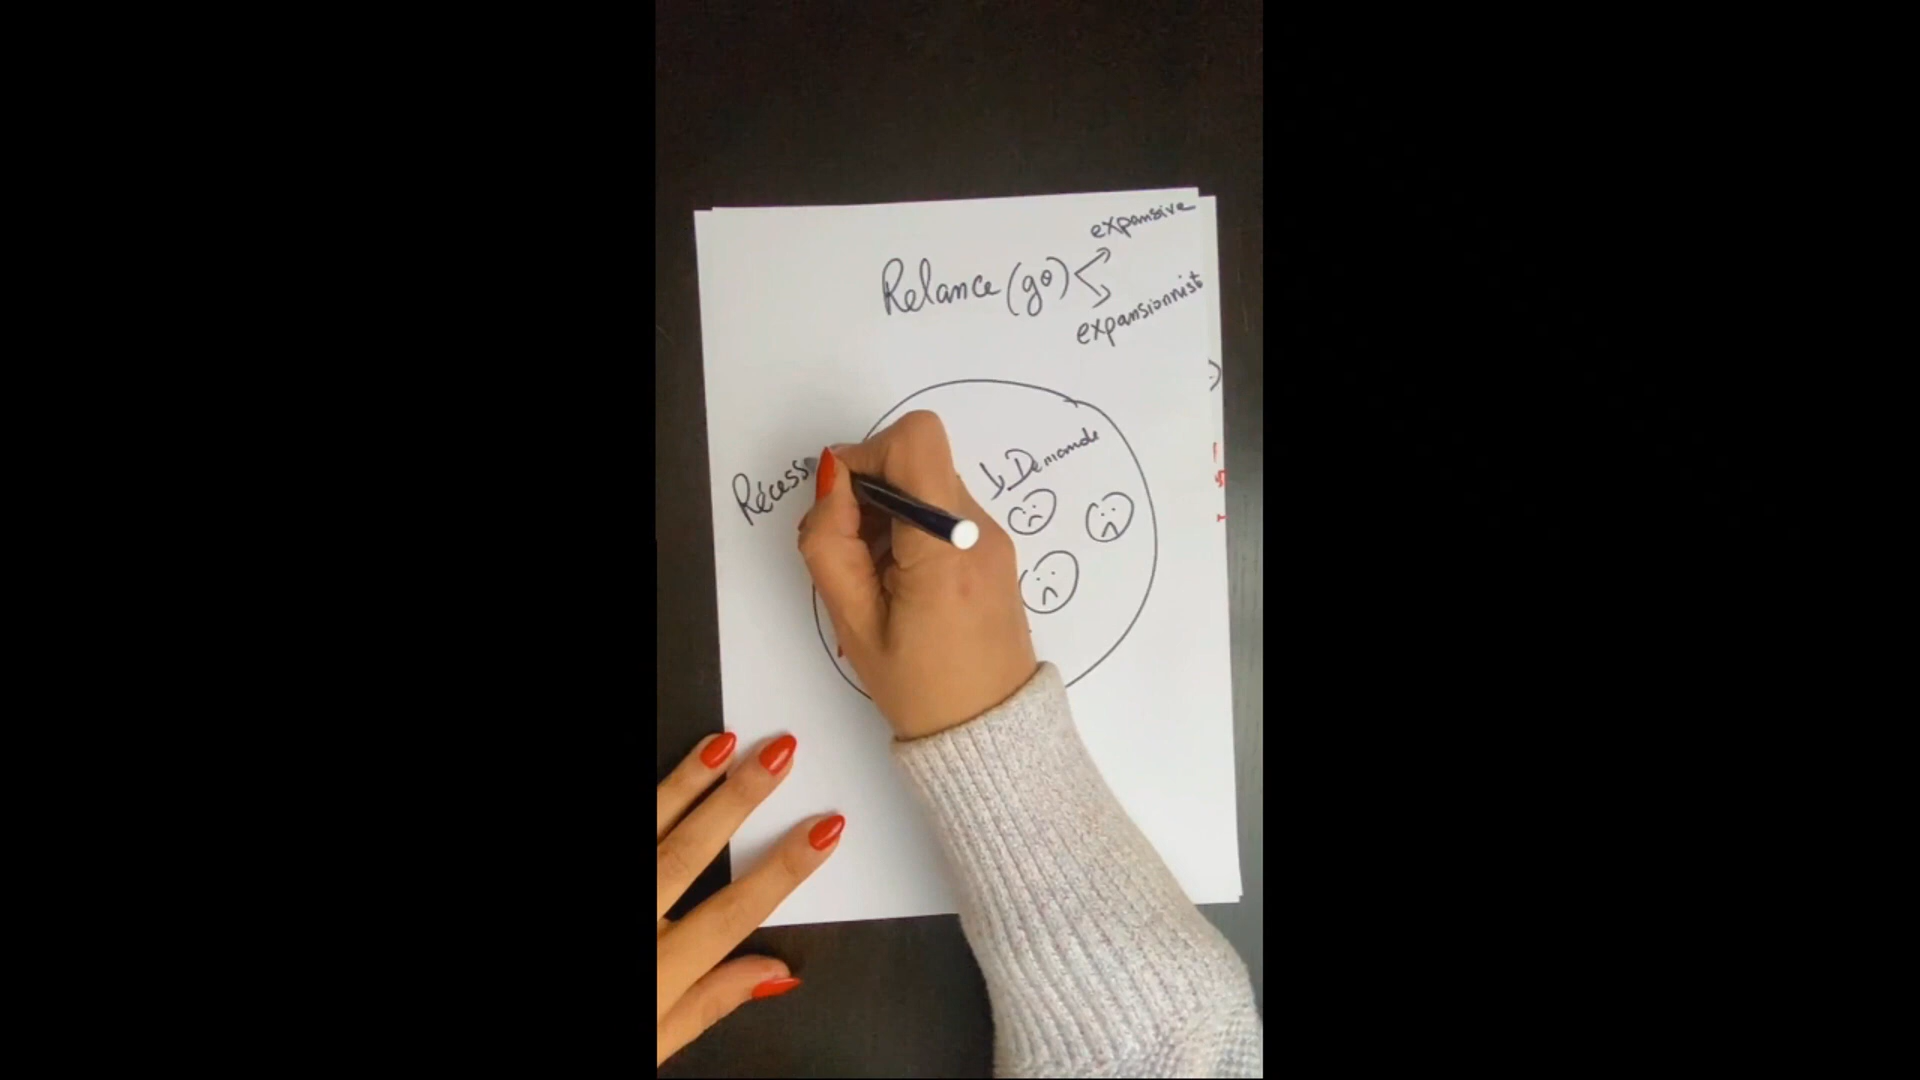 expansive
Relance (go)
expansionnist
↘ Demande
Récess